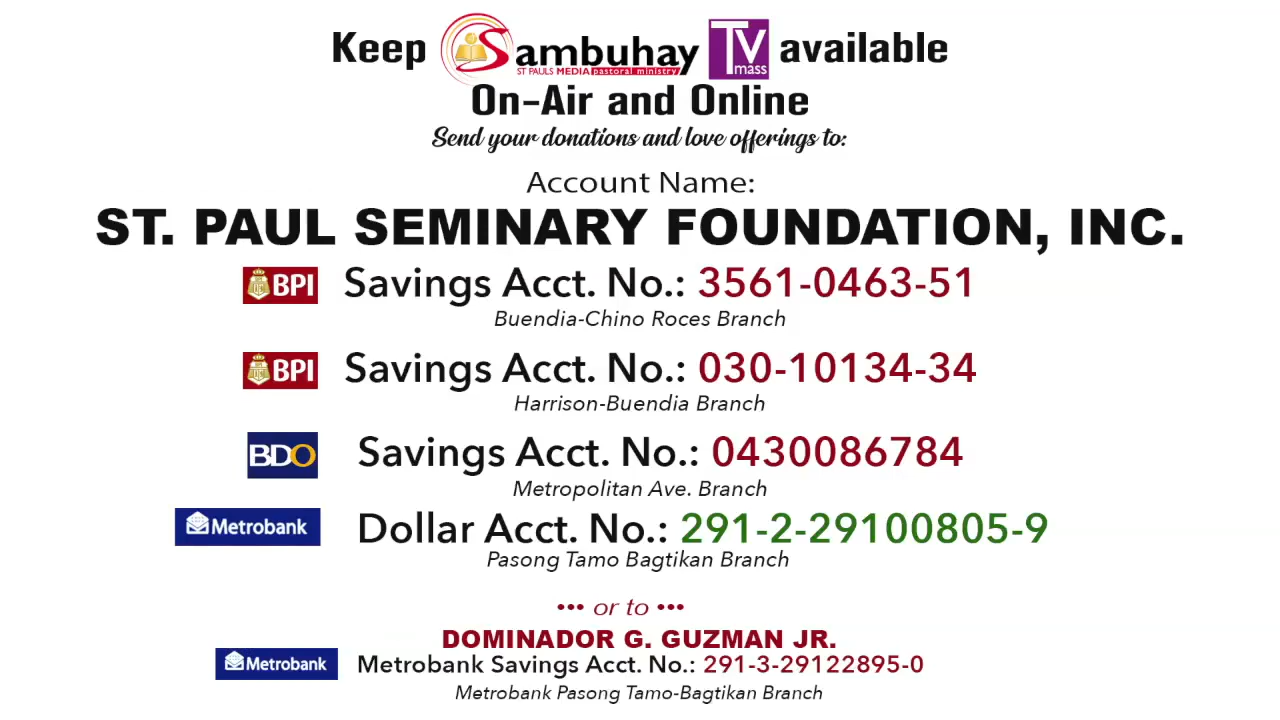 Keep Sambuhay TV mass available
ST PAULS MEDIA pastoral ministry
On-Air and Online
Send your donations and love offerings to:
Account Name:
ST. PAUL SEMINARY FOUNDATION, INC.
BPI Savings Acct. No.: 3561-0463-51
Buendia-Chino Roces Branch
BPI Savings Acct. No.: 030-10134-34
Harrison-Buendia Branch
BDO Savings Acct. No.: 0430086784
Metropolitan Ave. Branch
Metrobank Dollar Acct. No.: 291-2-29100805-9
Pasong Tamo Bagtikan Branch
••• or to •••
DOMINADOR G. GUZMAN JR.
Metrobank Metrobank Savings Acct. No.: 291-3-29122895-0
Metrobank Pasong Tamo-Bagtikan Branch